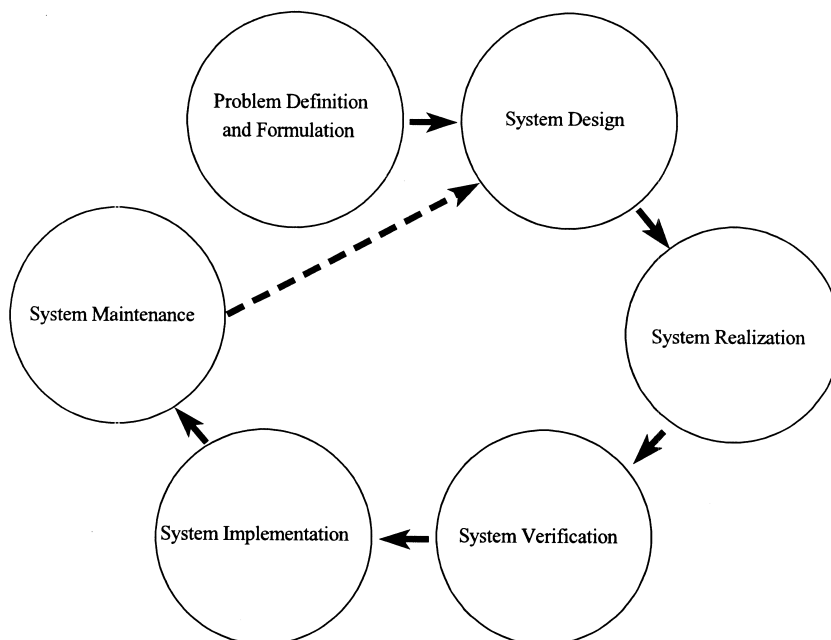 Problem Definition
and Formulation
System Design
System Realization
System Verification
System Implementation
System Maintenance